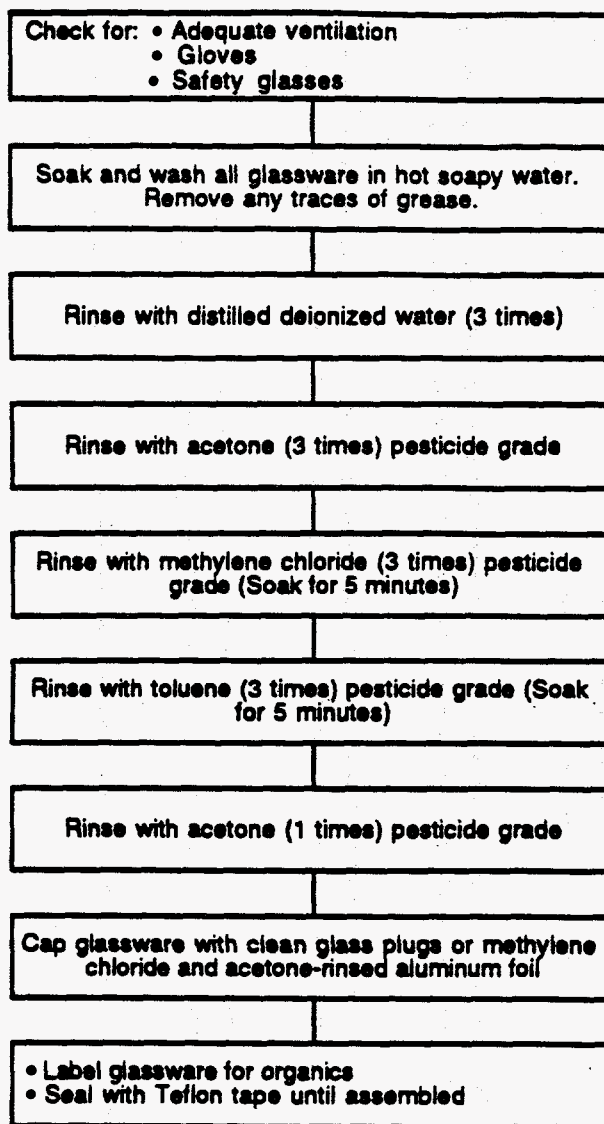 Check for: • Adequate ventilation
• Gloves
• Safety glasses
Soak and wash all glassware in hot soapy water.
Remove any traces of grease.
Rinse with distilled deionized water (3 times)
Rinse with acetone (3 times) pesticide grade
Rinse with methylene chloride (3 times) pesticide
grade (Soak for 5 minutes)
Rinse with toluene (3 times) pesticide grade (Soak
for 5 minutes)
Rinse with acetone (1 times) pesticide grade
Cap glassware with clean glass plugs or methylene
chloride and acetone-rinsed aluminum foil
• Label glassware for organics
• Seal with Teflon tape until assembled